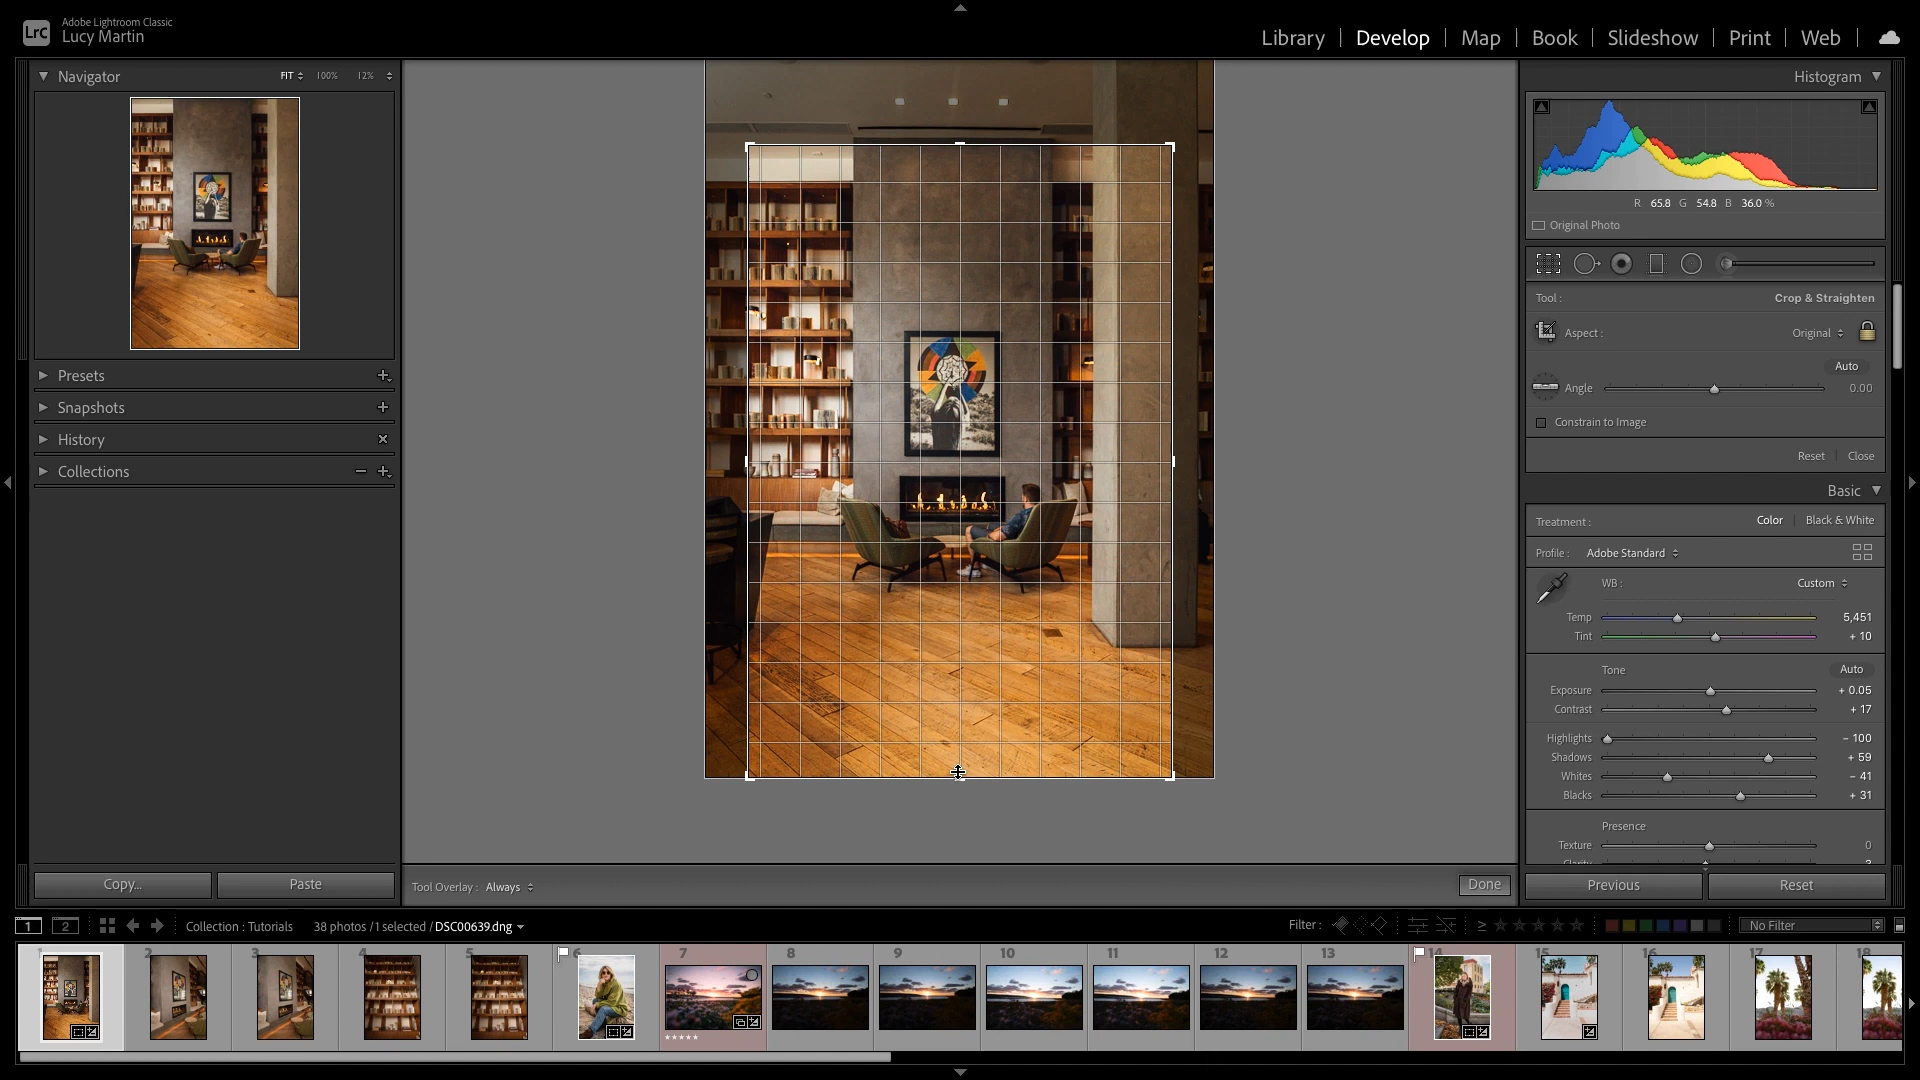 LrC
Adobe Lightroom Classic
Lucy Martin
Library
Develop
Map
Book
Slideshow
Print
Web
Navigator
FIT
100%
12%
Presets
Snapshots
History
Collections
Copy...
Paste
Tool Overlay : Always
Done
Histogram
R 65.8 G 54.8 B 36.0 %
Original Photo
Tool : Crop & Straighten
Aspect : Original
Auto
Angle 0.00
Constrain to Image
Reset
Close
Basic
Treatment : Color Black & White
Profile : Adobe Standard
WB : Custom
Temp 5,451
Tint + 10
Tone Auto
Exposure + 0.05
Contrast + 17
Highlights – 100
Shadows + 59
Whites – 41
Blacks + 31
Presence
Texture 0
Clarity 3
Previous
Reset
1 2
Collection : Tutorials
38 photos / 1 selected / DSC00639.dng
Filter :
≥
No Filter
1 2 3 4 5 6 7 8 9 10 11 12 13 14 15 16 17 18